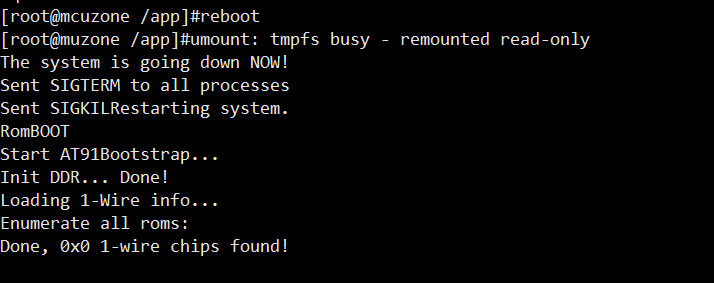 [root@mcuzone /app]#reboot
[root@muzone /app]#umount: tmpfs busy - remounted read-only
The system is going down NOW!
Sent SIGTERM to all processes
Sent SIGKILRestarting system.
RomBOOT
Start AT91Bootstrap...
Init DDR... Done!
Loading 1-Wire info...
Enumerate all roms:
Done, 0x0 1-wire chips found!